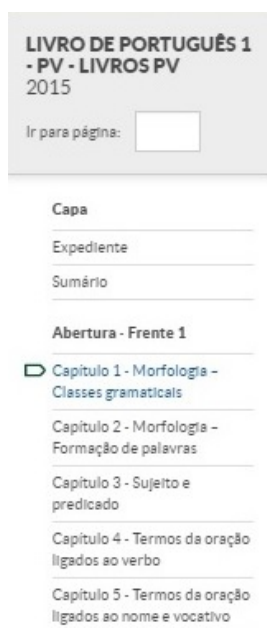 LIVRO DE PORTUGUÊS 1
- PV - LIVROS PV
2015
Ir para página:
Capa
Expediente
Sumário
Abertura - Frente 1
Capítulo 1 - Morfologia –
Classes gramaticais
Capítulo 2 - Morfologia –
Formação de palavras
Capítulo 3 - Sujeito e
predicado
Capítulo 4 - Termos da oração
ligados ao verbo
Capítulo 5 - Termos da oração
ligados ao nome e vocativo